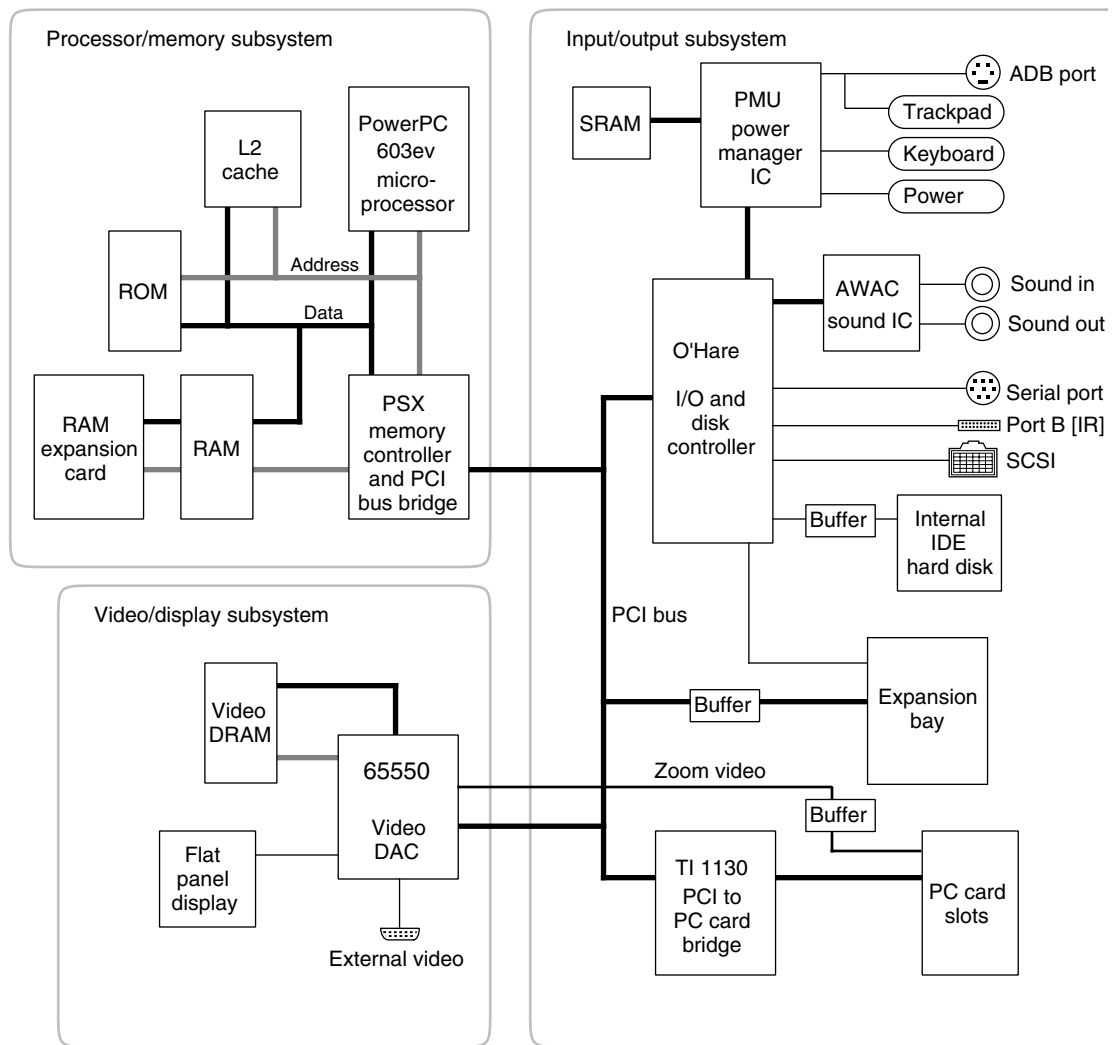 Processor/memory subsystem
L2
cache
PowerPC
603ev
micro-
processor
ROM
Address
Data
RAM
expansion
card
RAM
PSX
memory
controller
and PCI
bus bridge
Input/output subsystem
SRAM
PMU
power
manager
IC
ADB port
Trackpad
Keyboard
Power
AWAC
sound IC
Sound in
Sound out
O'Hare
I/O and
disk
controller
Serial port
Port B [IR]
SCSI
Buffer
Internal
IDE
hard disk
PCI bus
Buffer
Expansion
bay
Zoom video
Buffer
TI 1130
PCI to
PC card
bridge
PC card
slots
Video/display subsystem
Video
DRAM
65550
Video
DAC
Flat
panel
display
External video